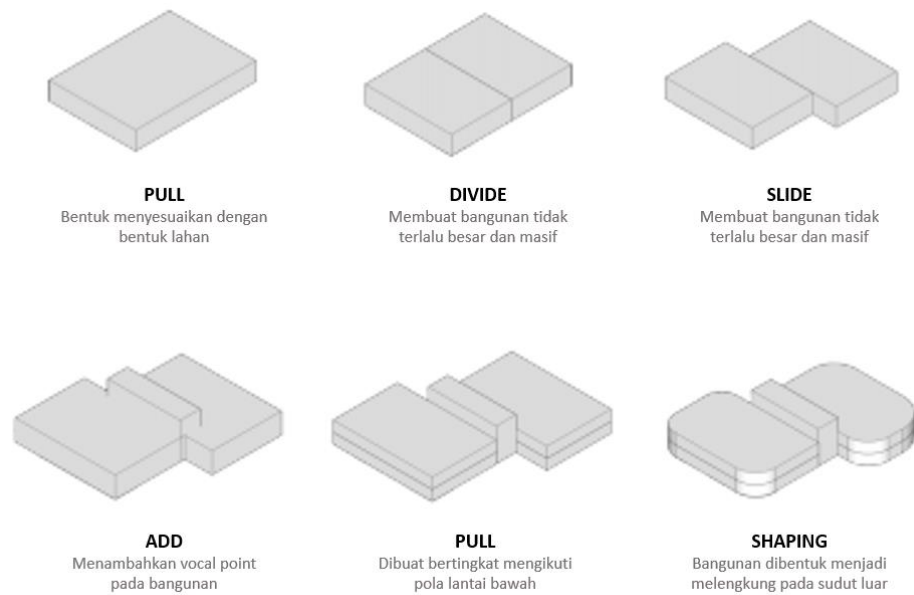 PULL
Bentuk menyesuaikan dengan
bentuk lahan
DIVIDE
Membuat bangunan tidak
terlalu besar dan masif
SLIDE
Membuat bangunan tidak
terlalu besar dan masif
ADD
Menambahkan vocal point
pada bangunan
PULL
Dibuat bertingkat mengikuti
pola lantai bawah
SHAPING
Bangunan dibentuk menjadi
melengkung pada sudut luar